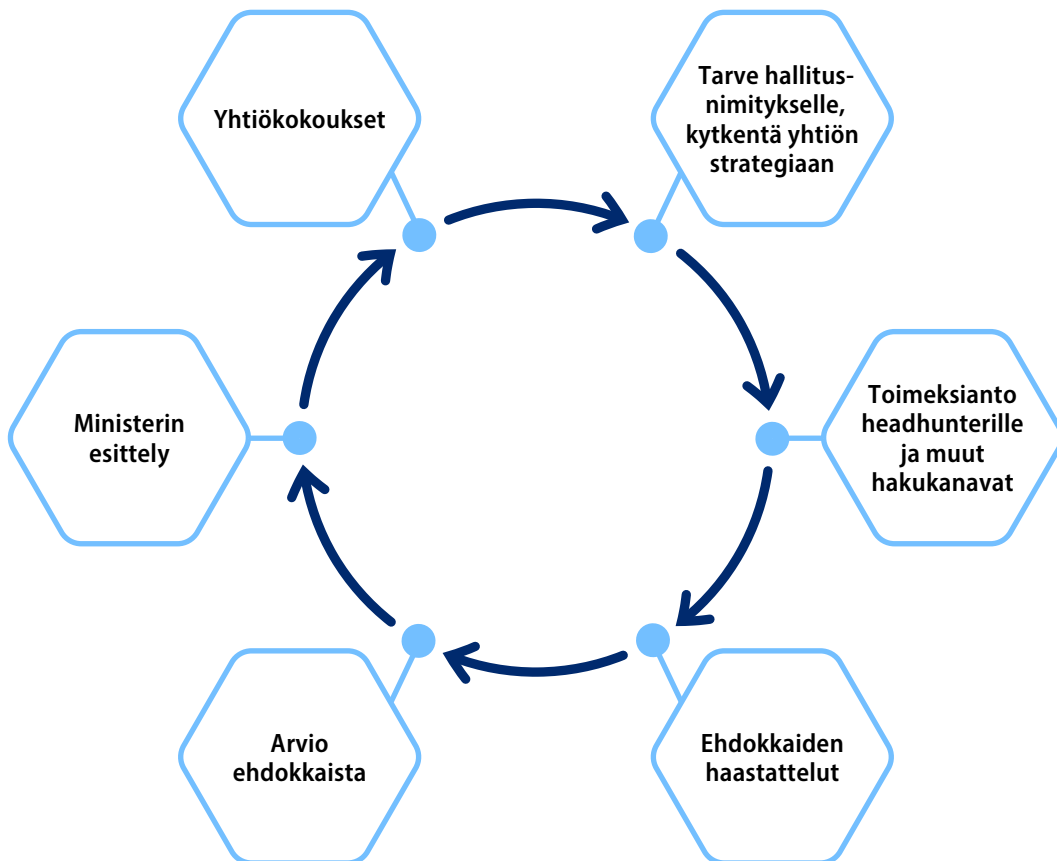 Yhtiökokoukset
Tarve hallitus-
nimitykselle,
kytkentä yhtiön
strategiaan
Toimeksianto
headhunterille
ja muut
hakukanavat
Ehdokkaiden
haastattelut
Arvio
ehdokkaista
Ministerin
esittely